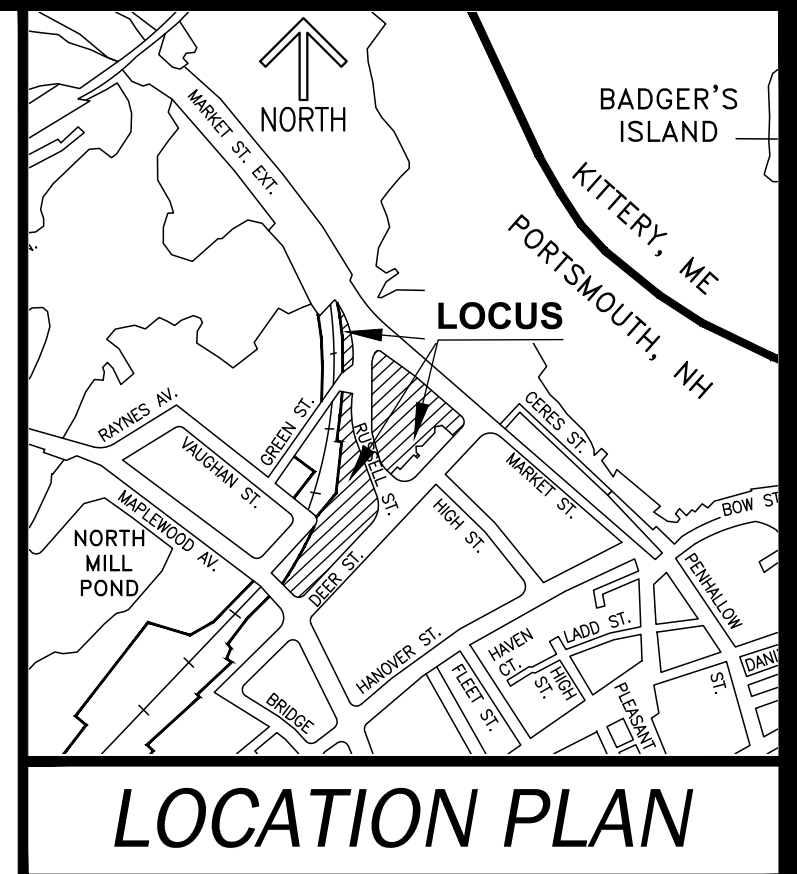 BADGER'S
ISLAND
NORTH
MARKET ST. EXT.
KITTERY, ME
PORTSMOUTH, NH
LOCUS
RAYNES AV.
GREEN ST.
VAUGHAN ST.
RUSSELL ST.
CERES ST.
MARKET ST.
MAPLEWOOD AV.
HIGH ST.
BOW ST
NORTH
MILL
POND
DEER ST.
PENHALLOW
HANOVER ST.
HAVEN
CT.
LADD ST.
DANI
BRIDGE
FLEET ST.
HIGH
ST.
PLEASANT
ST.
LOCATION PLAN